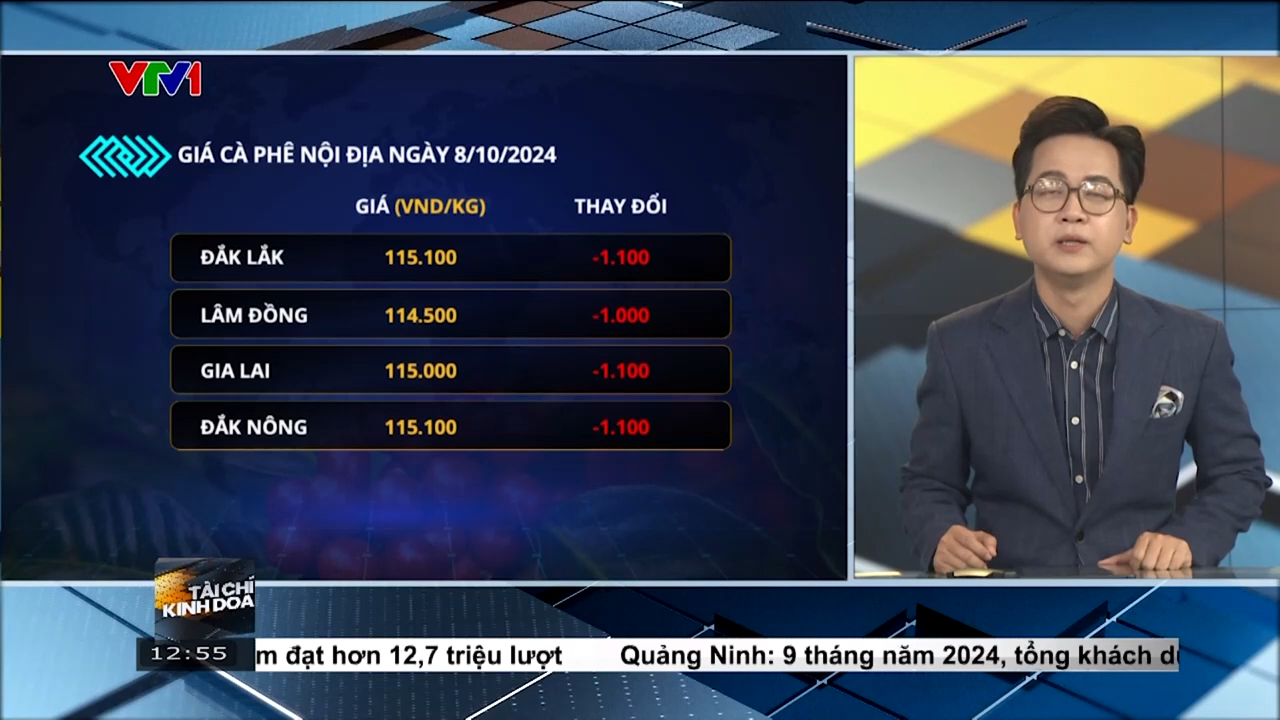 VTV1
GIÁ CÀ PHÊ NỘI ĐỊA NGÀY 8/10/2024
GIÁ (VND/KG) THAY ĐỔI
ĐẮK LẮK 115.100 -1.100
LÂM ĐỒNG 114.500 -1.000
GIA LAI 115.000 -1.100
ĐẮK NÔNG 115.100 -1.100
TÀI CHÍ
KINH DOA
12:55 m đạt hơn 12,7 triệu lượt Quảng Ninh: 9 tháng năm 2024, tổng khách